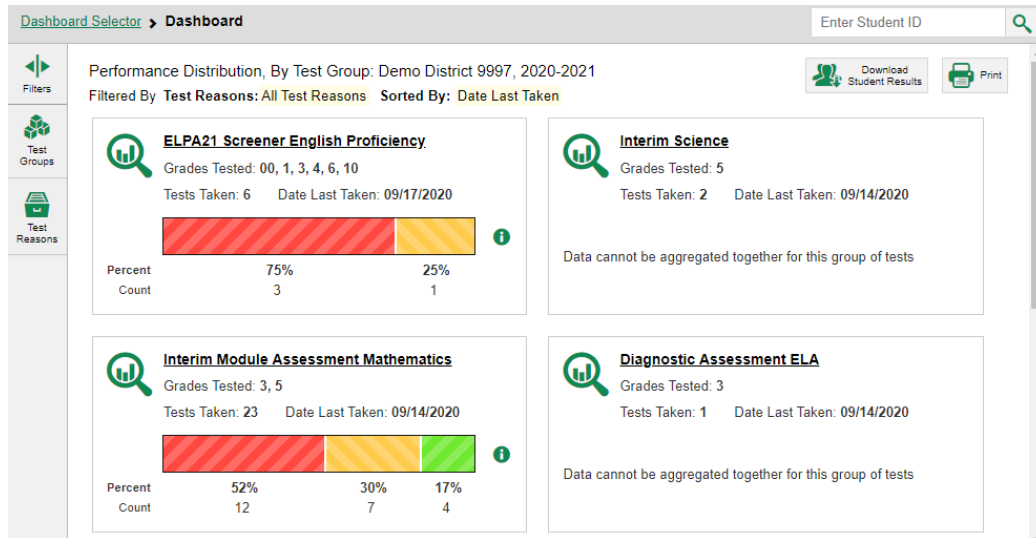 Dashboard Selector > Dashboard
Enter Student ID
Filters
Test
Groups
Test
Reasons
Performance Distribution, By Test Group: Demo District 9997, 2020-2021
Filtered By Test Reasons: All Test Reasons Sorted By: Date Last Taken
Download
Student Results
Print
ELPA21 Screener English Proficiency
Grades Tested: 00, 1, 3, 4, 6, 10
Tests Taken: 6 Date Last Taken: 09/17/2020
Percent 75% 25%
Count 3 1
Interim Science
Grades Tested: 5
Tests Taken: 2 Date Last Taken: 09/14/2020
Data cannot be aggregated together for this group of tests
Interim Module Assessment Mathematics
Grades Tested: 3, 5
Tests Taken: 23 Date Last Taken: 09/14/2020
Percent 52% 30% 17%
Count 12 7 4
Diagnostic Assessment ELA
Grades Tested: 3
Tests Taken: 1 Date Last Taken: 09/14/2020
Data cannot be aggregated together for this group of tests